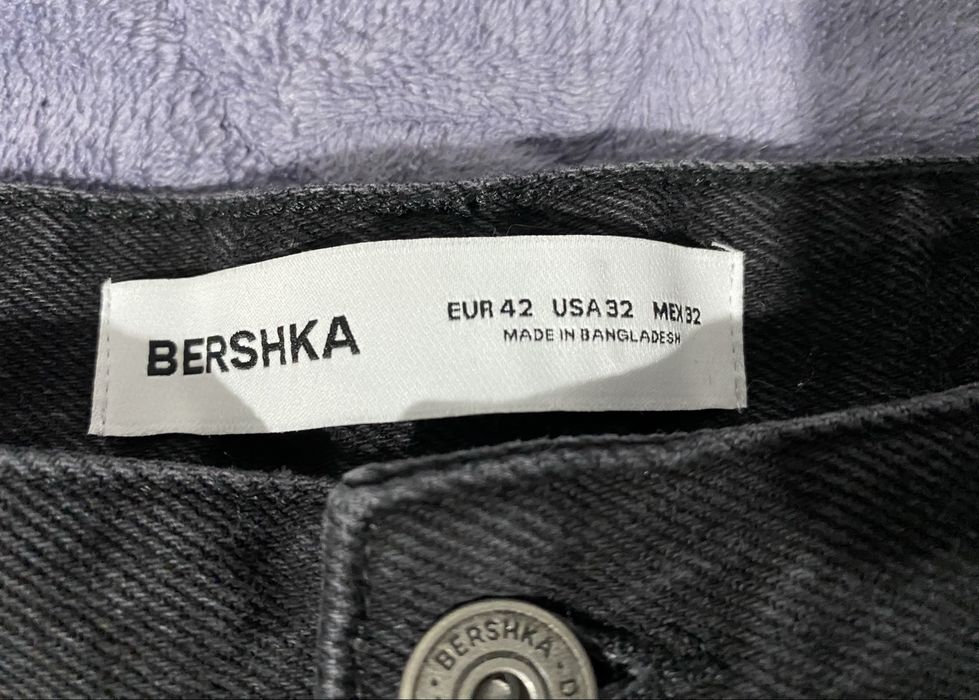 BERSHKA
EUR 42 USA 32 MEX 32
MADE IN BANGLADESH
BERSHKA · D